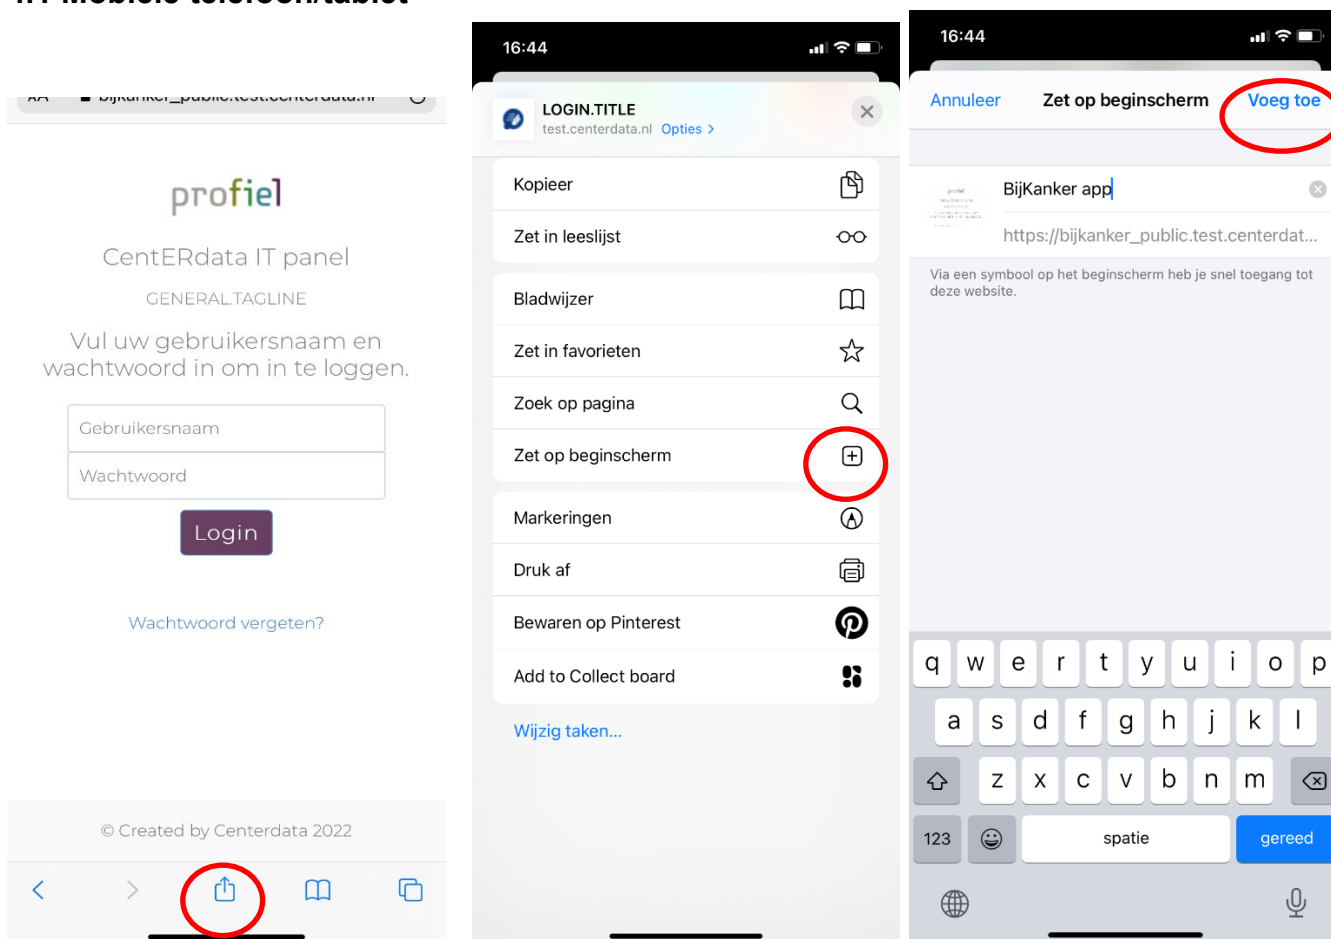 bijkanker_public.test.centerdata.nl
profiel
CentERdata IT panel
GENERAL.TAGLINE
Vul uw gebruikersnaam en
wachtwoord in om in te loggen.
Gebruikersnaam
Wachtwoord
Login
Wachtwoord vergeten?
© Created by Centerdata 2022
16:44
LOGIN.TITLE
test.centerdata.nl Opties >
Kopieer
Zet in leeslijst
Bladwijzer
Zet in favorieten
Zoek op pagina
Zet op beginscherm
Markeringen
Druk af
Bewaren op Pinterest
Add to Collect board
Wijzig taken...
16:44
Annuleer Zet op beginscherm Voeg toe
BijKanker app
https://bijkanker_public.test.centerdat...
Via een symbool op het beginscherm heb je snel toegang tot
deze website.
q w e r t y u i o p
a s d f g h j k l
z x c v b n m
123 spatie gereed